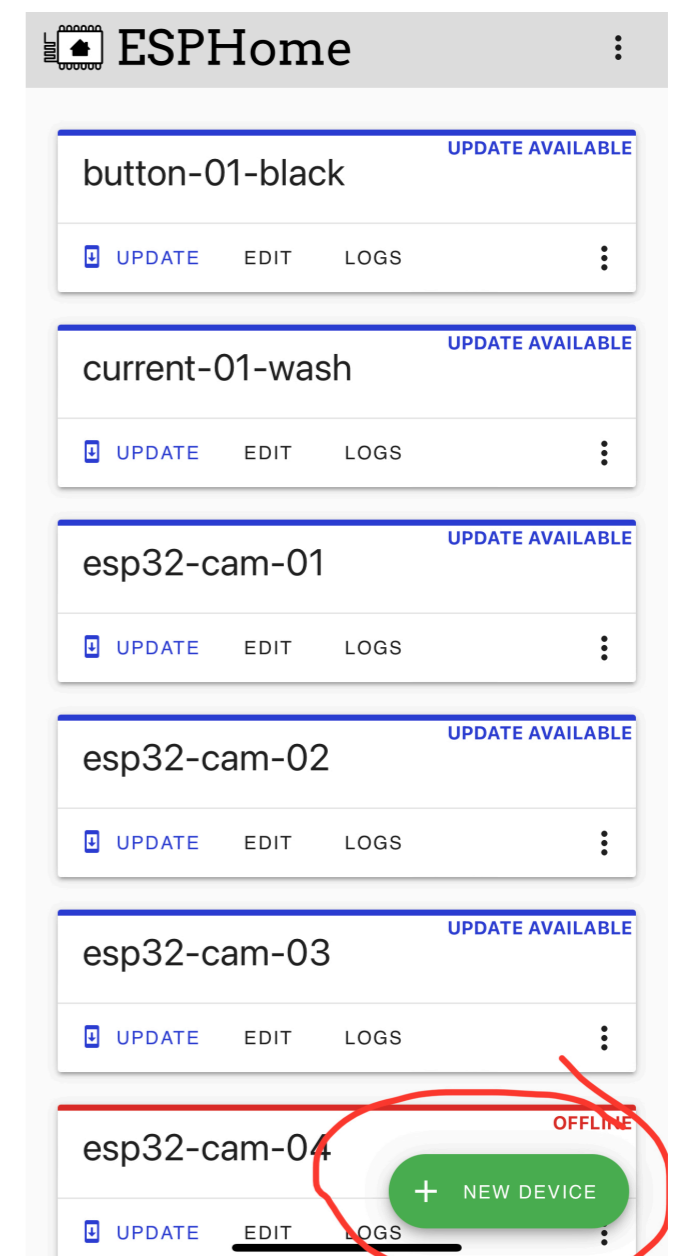 ESPHome
UPDATE AVAILABLE
button-01-black
UPDATE EDIT LOGS
UPDATE AVAILABLE
current-01-wash
UPDATE EDIT LOGS
UPDATE AVAILABLE
esp32-cam-01
UPDATE EDIT LOGS
UPDATE AVAILABLE
esp32-cam-02
UPDATE EDIT LOGS
UPDATE AVAILABLE
esp32-cam-03
UPDATE EDIT LOGS
OFFLINE
esp32-cam-04
+ NEW DEVICE
UPDATE EDIT LOGS